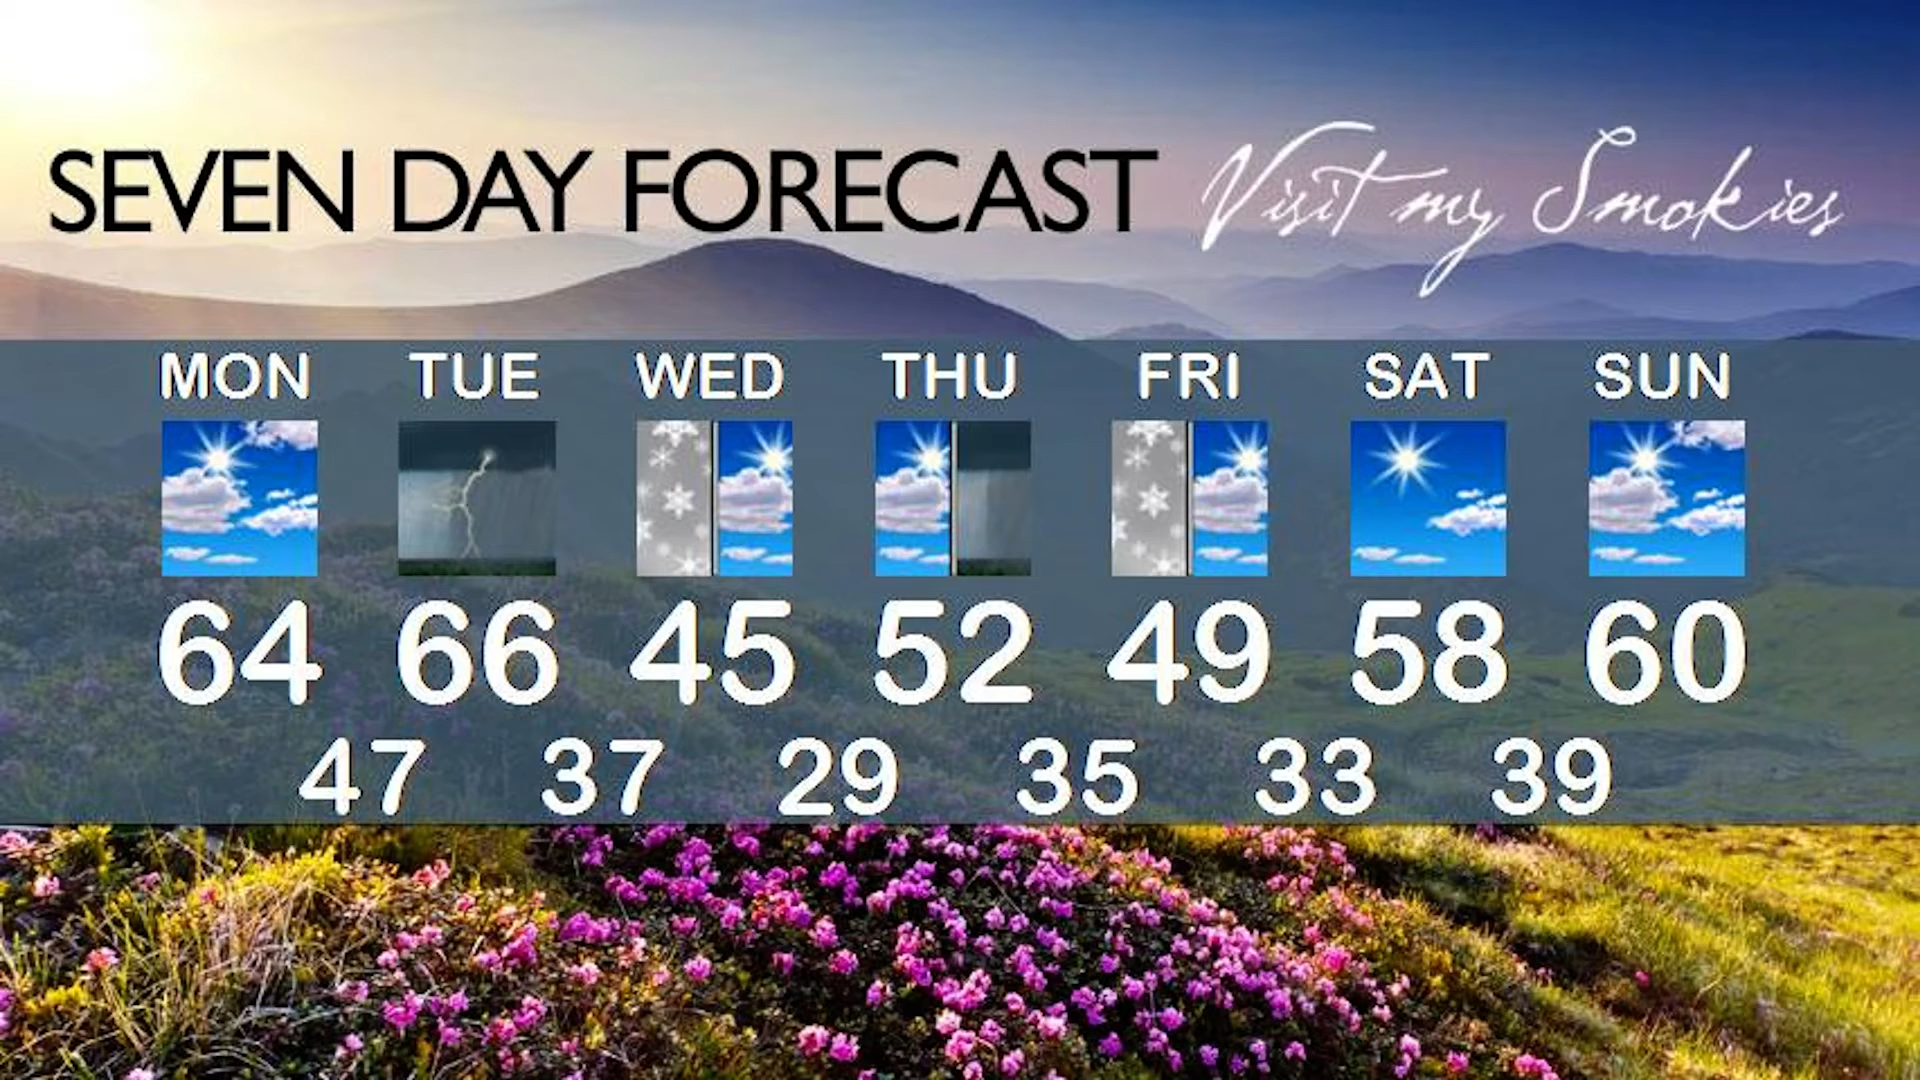 SEVEN DAY FORECAST Visit my Smokies
MON TUE WED THU FRI SAT SUN
64 66 45 52 49 58 60
47 37 29 35 33 39